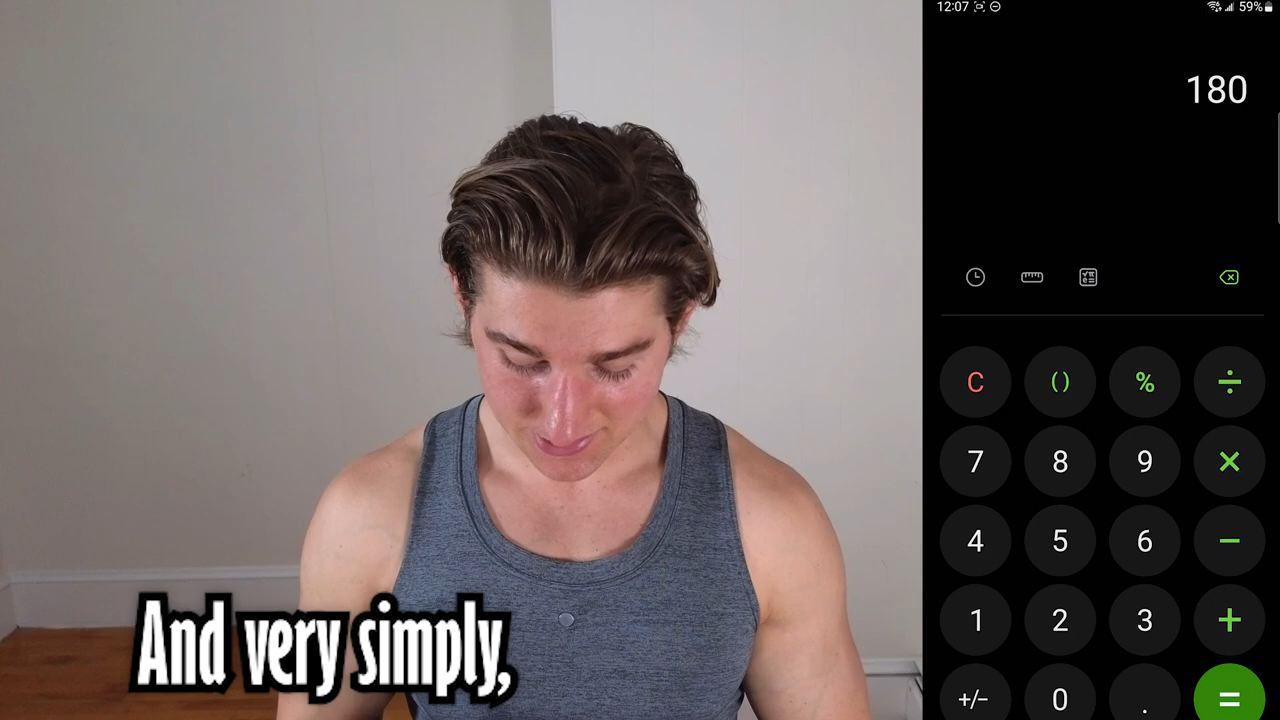 And very simply,
12:07 59%
180
C () % ÷
7 8 9 ×
4 5 6 −
1 2 3 +
+/− 0 . =